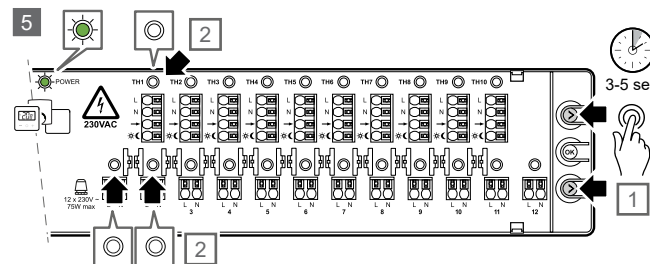 5
2
POWER
TH1 TH2 TH3 TH4 TH5 TH6 TH7 TH8 TH9 TH10
3-5 se
230VAC
L L L L L L L L L L
N N N N N N N N N N
OK
12 x 230V ~
75W max
L N L N L N L N L N L N L N L N L N L N
3 4 5 6 7 8 9 10 11 12
1
2